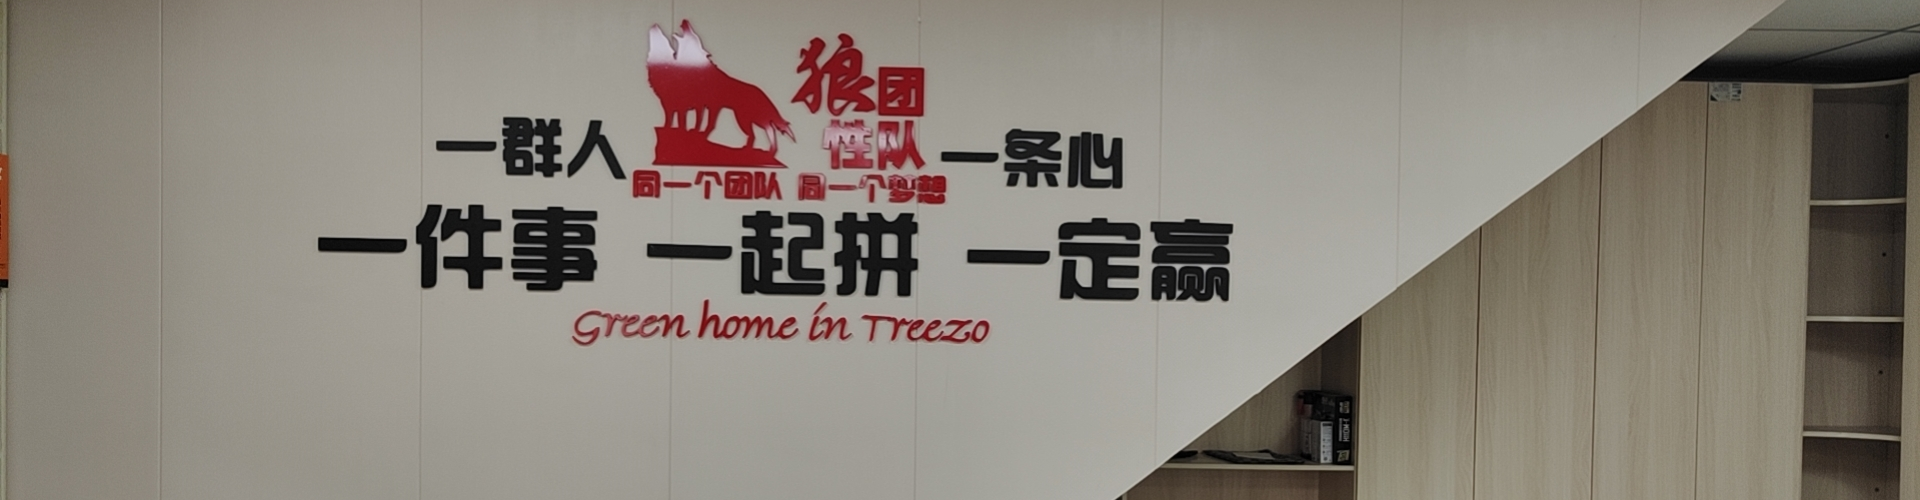 狼团
性队
一群人 一条心
同一个团队 同一个梦想
一件事 一起拼 一定赢
Green home in Treezo